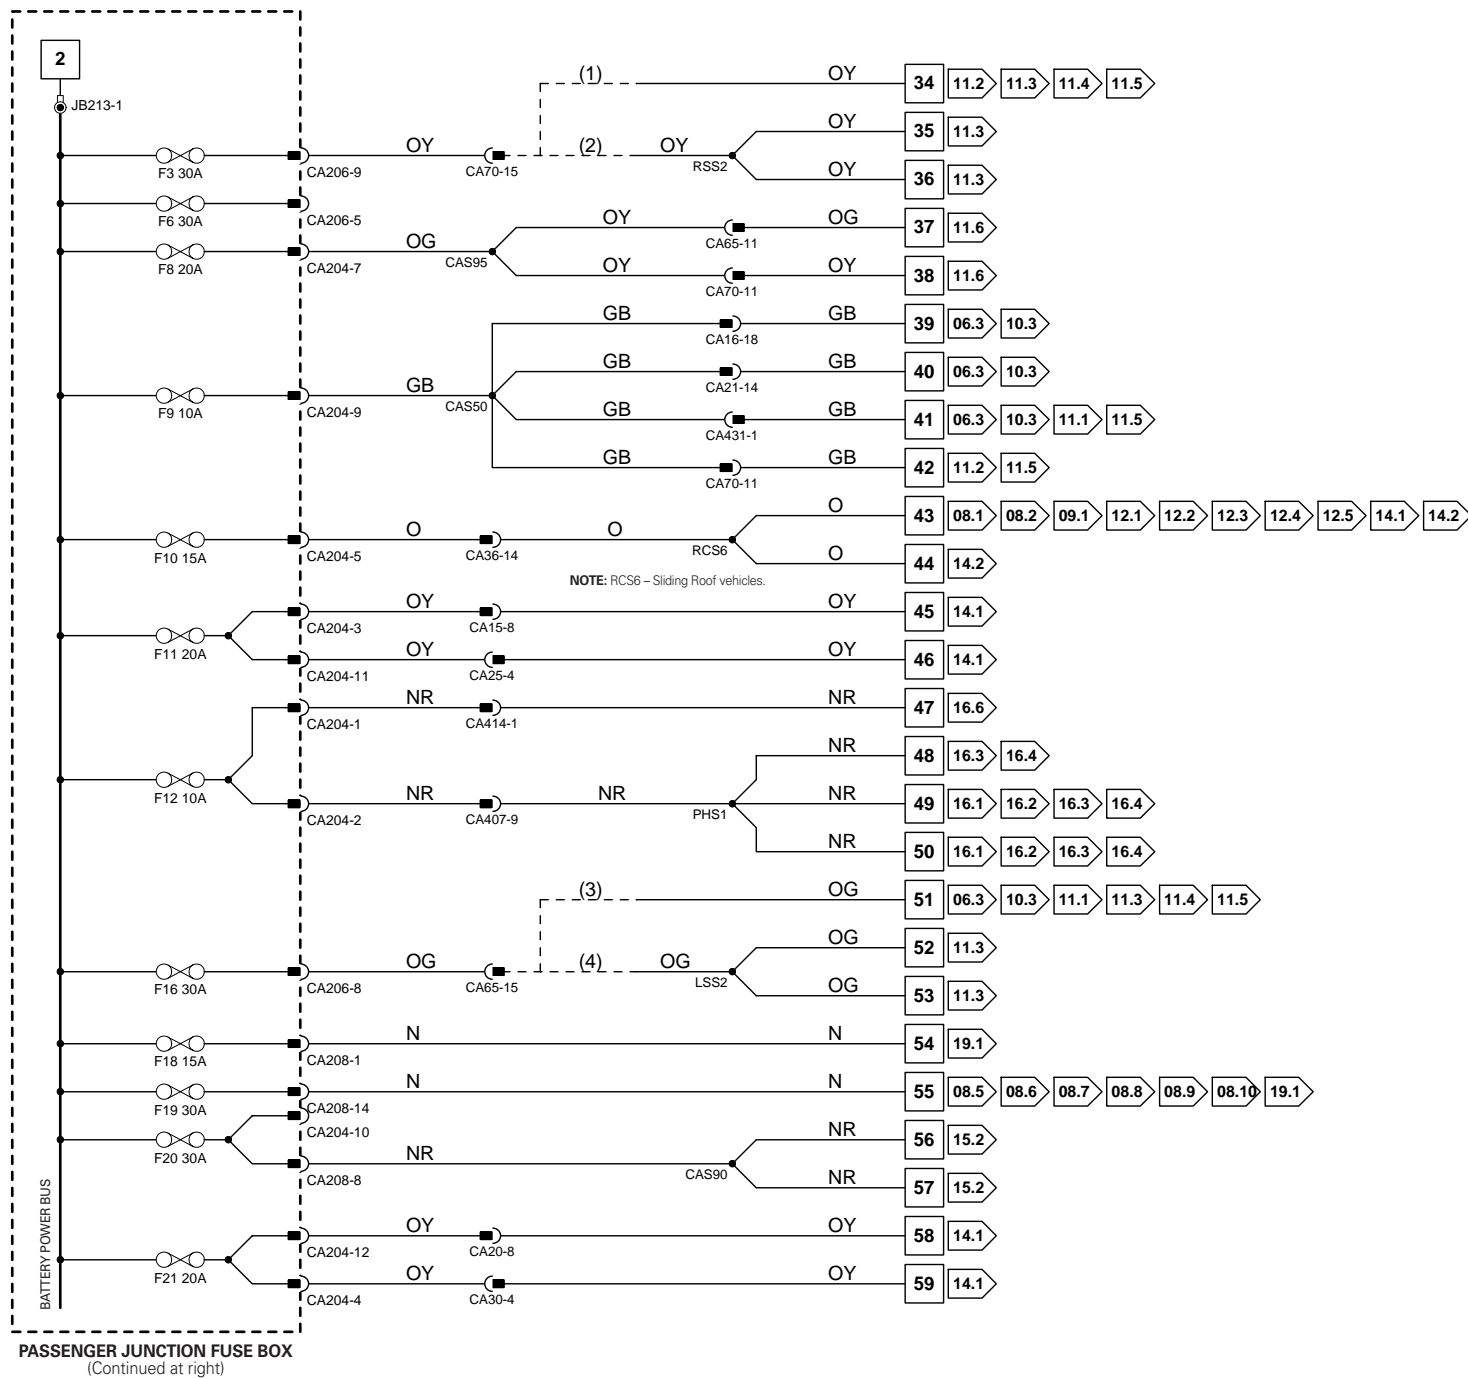 2
JB213-1
(1) OY 34 11.2 11.3 11.4 11.5
OY 35 11.3
F3 30A CA206-9 OY CA70-15 (2) OY RSS2
OY 36 11.3
F6 30A CA206-5
OY CA65-11 OG 37 11.6
F8 20A CA204-7 OG CAS95
OY CA70-11 OY 38 11.6
GB CA16-18 GB 39 06.3 10.3
GB CA21-14 GB 40 06.3 10.3
F9 10A CA204-9 GB CAS50
GB CA431-1 GB 41 06.3 10.3 11.1 11.5
GB CA70-11 GB 42 11.2 11.5
O 43 08.1 08.2 09.1 12.1 12.2 12.3 12.4 12.5 14.1 14.2
F10 15A CA204-5 O CA36-14 O RCS6
O 44 14.2
NOTE: RCS6 – Sliding Roof vehicles.
CA204-3 OY CA15-8 OY 45 14.1
F11 20A
CA204-11 OY CA25-4 OY 46 14.1
CA204-1 NR CA414-1 NR 47 16.6
NR 48 16.3 16.4
F12 10A
CA204-2 NR CA407-9 NR PHS1 NR 49 16.1 16.2 16.3 16.4
NR 50 16.1 16.2 16.3 16.4
(3) OG 51 06.3 10.3 11.1 11.3 11.4 11.5
OG 52 11.3
F16 30A CA206-8 OG CA65-15 (4) OG LSS2
OG 53 11.3
F18 15A CA208-1 N N 54 19.1
F19 30A CA208-14 N N 55 08.5 08.6 08.7 08.8 08.9 08.10 19.1
CA204-10
F20 30A
NR 56 15.2
CA208-8 NR CAS90
NR 57 15.2
CA204-12 OY CA20-8 OY 58 14.1
F21 20A
CA204-4 OY CA30-4 OY 59 14.1
BATTERY POWER BUS
PASSENGER JUNCTION FUSE BOX
(Continued at right)